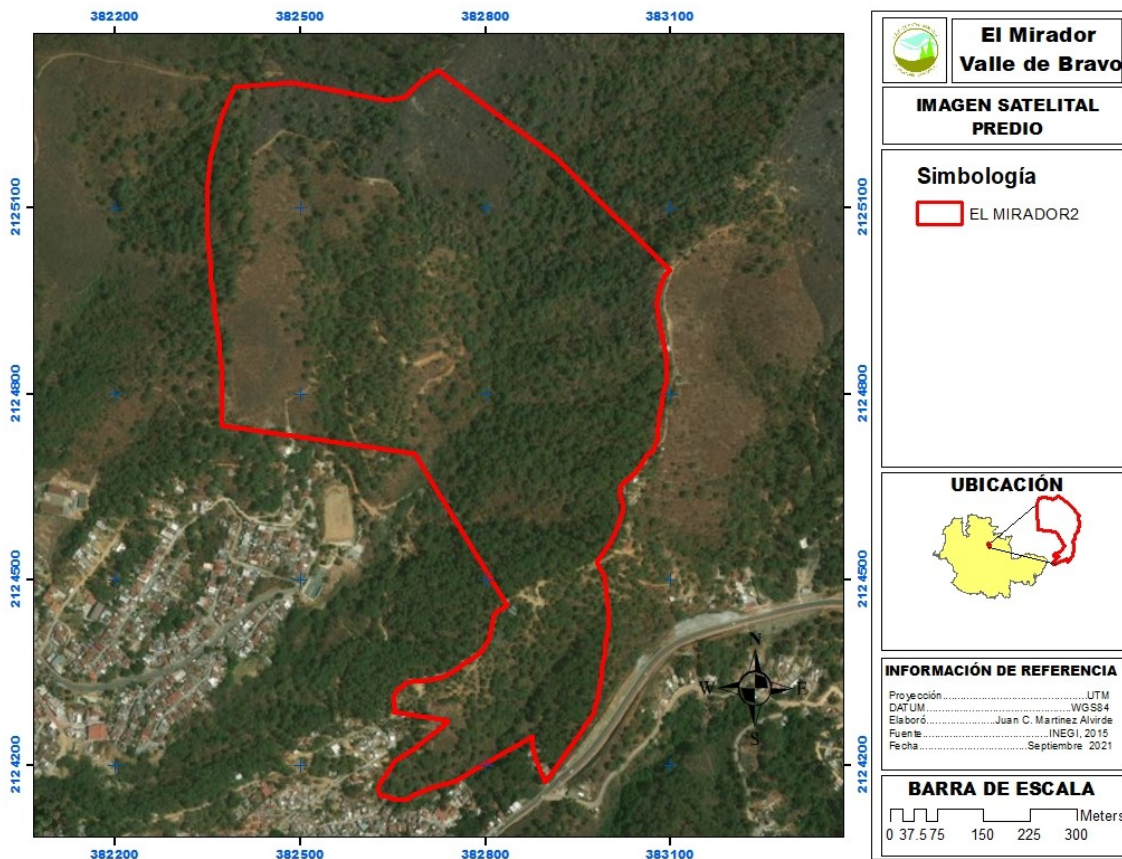 382200 382500 382800 383100
2125100 2125100
2124800 2124800
2124500 2124500
2124200 2124200
N
W E
S
382200 382500 382800 383100
El Mirador
Valle de Bravo
IMAGEN SATELITAL
PREDIO
Simbología
EL MIRADOR2
UBICACIÓN
INFORMACIÓN DE REFERENCIA
Proyección.......................................UTM
DATUM................................WGS84
Elaboró................Juan C. Martinez Alvirde
Fuente...............................INEGI, 2015
Fecha...........................Septiembre 2021
BARRA DE ESCALA
Meters
0 37.5 75 150 225 300